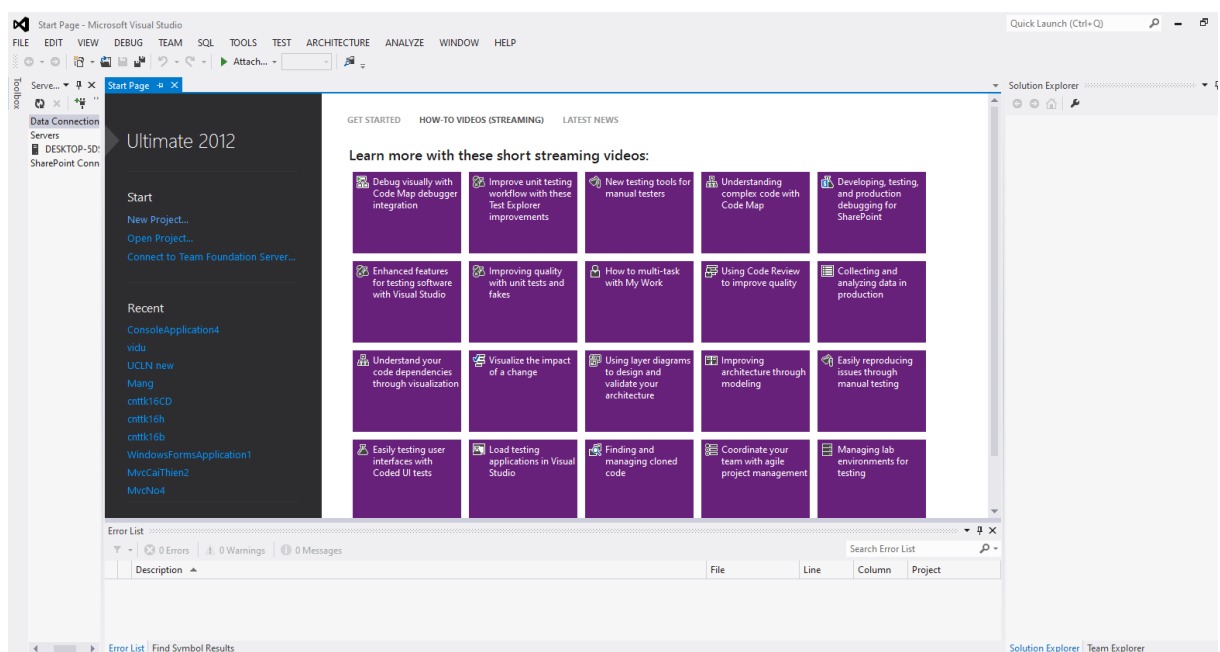 Start Page - Microsoft Visual Studio
Quick Launch (Ctrl+Q)
FILE EDIT VIEW DEBUG TEAM SQL TOOLS TEST ARCHITECTURE ANALYZE WINDOW HELP
Attach...
Toolbox
Serve...
Start Page
Solution Explorer
Data Connection
Servers
DESKTOP-5D
SharePoint Conn
Ultimate 2012
Start
New Project...
Open Project...
Connect to Team Foundation Server...
Recent
ConsoleApplication4
vidu
UCLN new
Mang
cnttk16CD
cnttk16h
cnttk16b
WindowsFormsApplication1
MvcCaiThien2
MvcNo4
GET STARTED HOW-TO VIDEOS (STREAMING) LATEST NEWS
Learn more with these short streaming videos:
Debug visually with
Code Map debugger
integration
Improve unit testing
workflow with these
Test Explorer
improvements
New testing tools for
manual testers
Understanding
complex code with
Code Map
Developing, testing,
and production
debugging for
SharePoint
Enhanced features
for testing software
with Visual Studio
Improving quality
with unit tests and
fakes
How to multi-task
with My Work
Using Code Review
to improve quality
Collecting and
analyzing data in
production
Understand your
code dependencies
through visualization
Visualize the impact
of a change
Using layer diagrams
to design and
validate your
architecture
Improving
architecture through
modeling
Easily reproducing
issues through
manual testing
Easily testing user
interfaces with
Coded UI tests
Load testing
applications in Visual
Studio
Finding and
managing cloned
code
Coordinate your
team with agile
project management
Managing lab
environments for
testing
Error List
0 Errors 0 Warnings 0 Messages
Search Error List
Description File Line Column Project
Error List Find Symbol Results
Solution Explorer Team Explorer